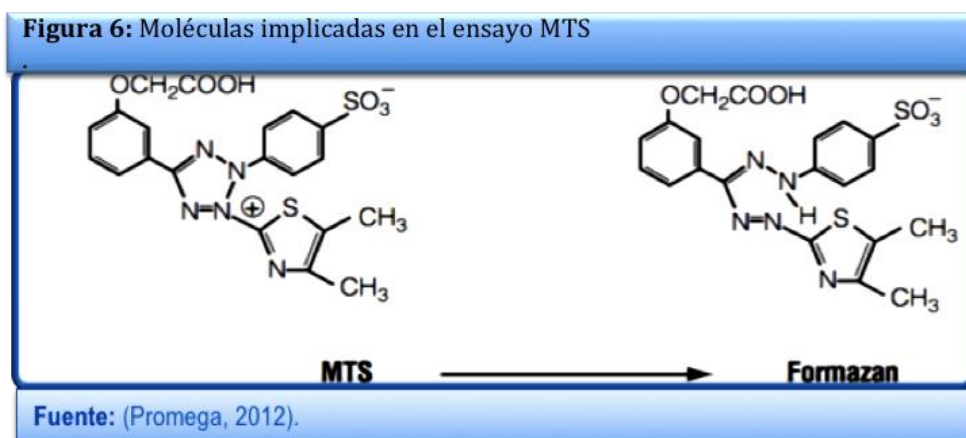 Figura 6: Moléculas implicadas en el ensayo MTS
.
OCH₂COOH
SO₃⁻
N
N
N=N
⊕
S
CH₃
N
CH₃
OCH₂COOH
SO₃⁻
N
N
H
N=N
S
CH₃
N
CH₃
MTS
Formazan
Fuente: (Promega, 2012).